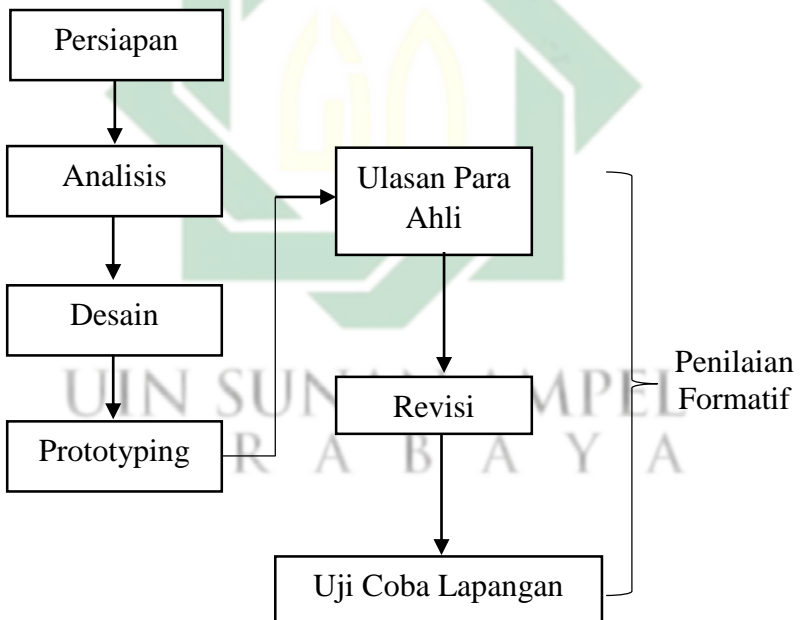 Persiapan
Analisis
Desain
Prototyping
Ulasan Para
Ahli
Revisi
Uji Coba Lapangan
Penilaian
Formatif
UIN SUNAN AMPEL
R A B A Y A